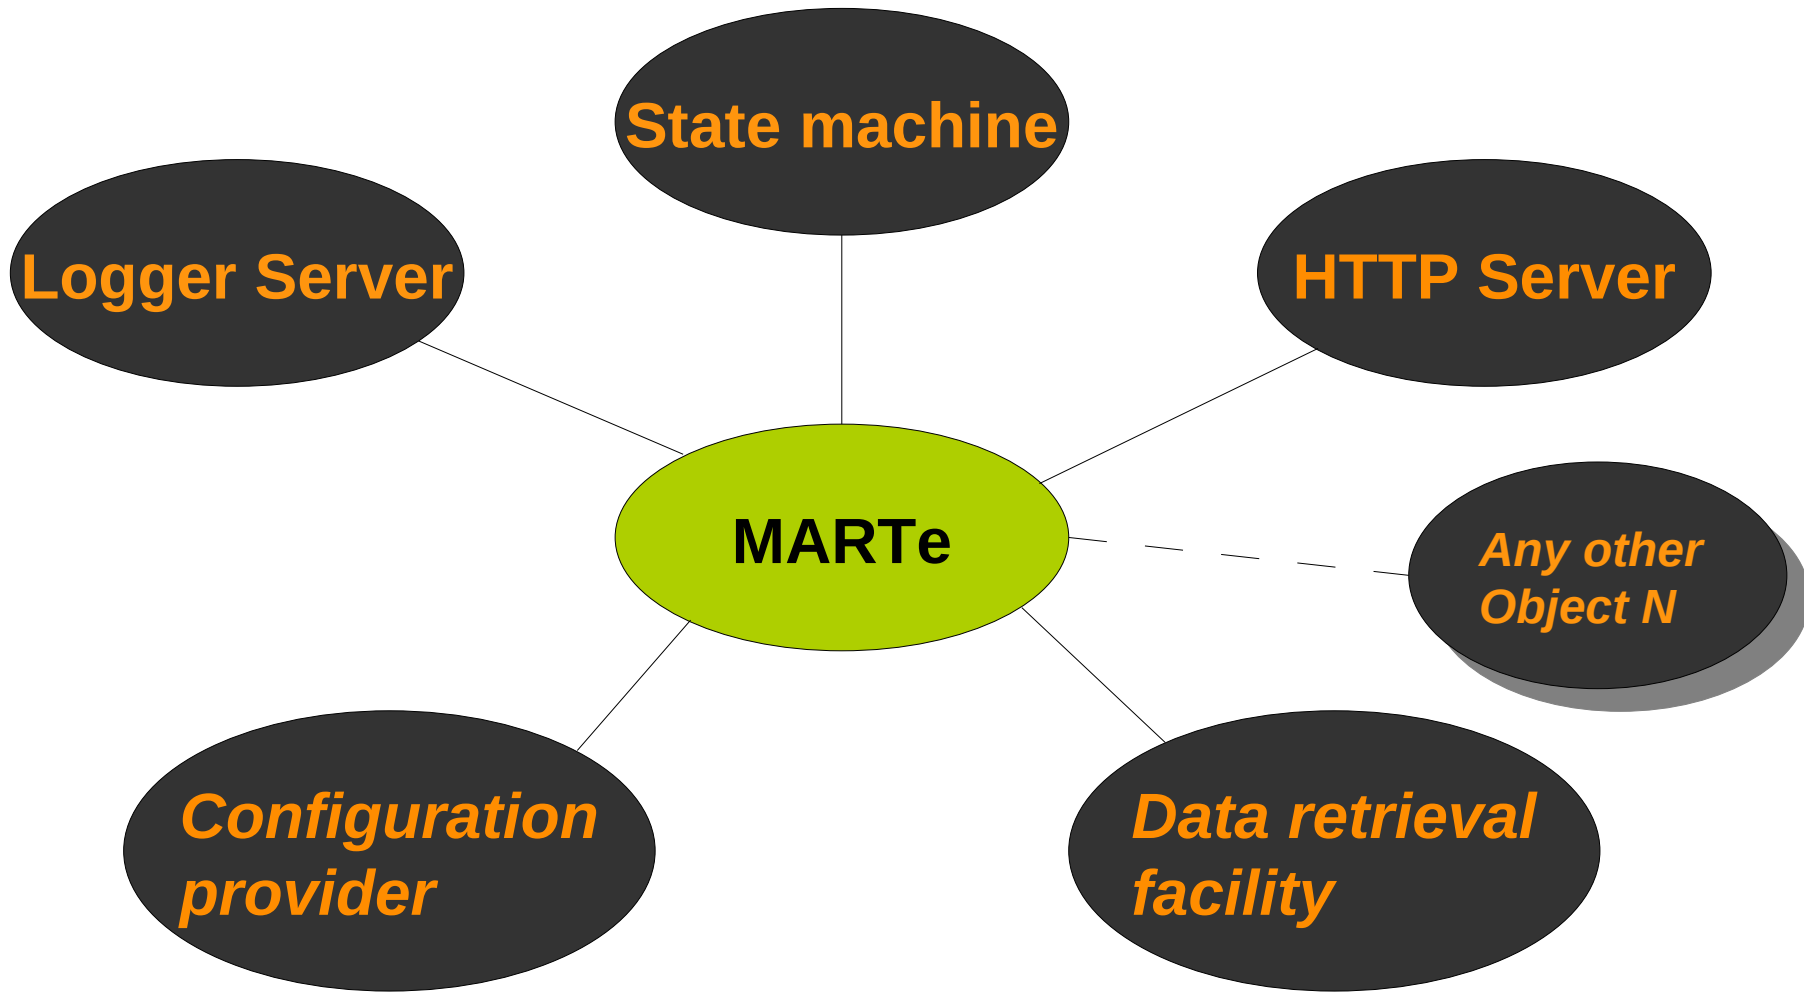 State machine
Logger Server
HTTP Server
MARTe
Any other
Object N
Configuration
provider
Data retrieval
facility